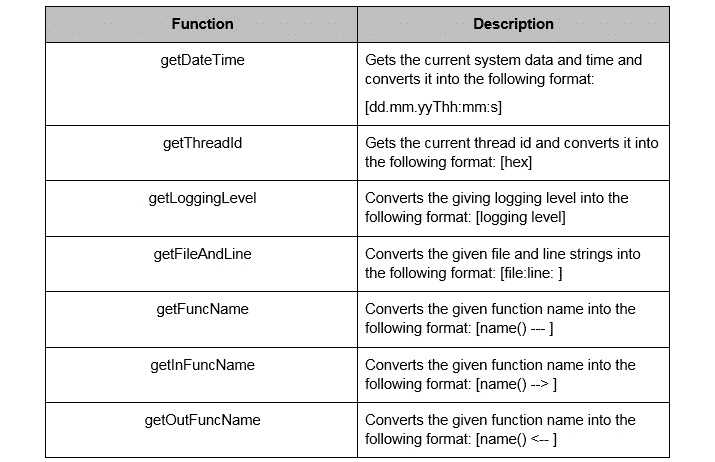 Function Description
getDateTime Gets the current system data and time and
converts it into the following format:
[dd.mm.yyThh:mm:s]
getThreadId Gets the current thread id and converts it into
the following format: [hex]
getLoggingLevel Converts the giving logging level into the
following format: [logging level]
getFileAndLine Converts the given file and line strings into
the following format: [file:line: ]
getFuncName Converts the given function name into the
following format: [name() --- ]
getInFuncName Converts the given function name into the
following format: [name() --> ]
getOutFuncName Converts the given function name into the
following format: [name() <-- ]